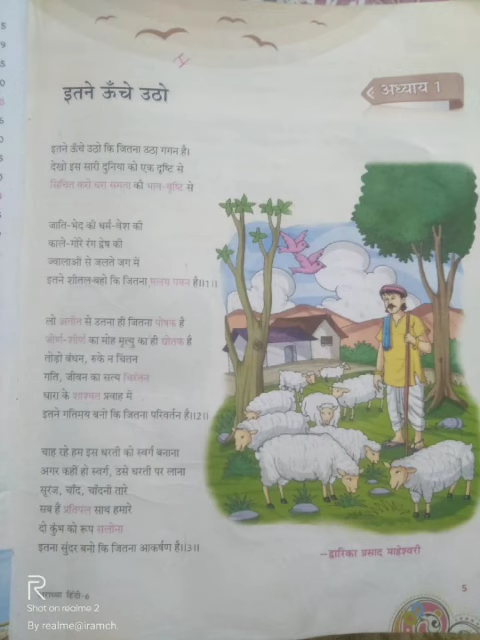 इतने ऊँचे उठो
अध्याय 1
इतने ऊँचे उठो कि जितना उठा गगन है।
देखो इस सारी दुनिया को एक दृष्टि से
सिंचित करो धरा समता की भाव-वृष्टि से
जाति-भेद की धर्म-वेश की
काले-गोरे रंग द्वेष की
ज्वालाओं से जलते जग में
इतने शीतल-बहो कि जितना मलय पवन है॥1॥
लो अतीत से उतना ही जितना पोषक है
जीर्ण-शीर्ण का मोह मृत्यु का ही द्योतक है
तोड़ो बंधन, रुके न चिंतन
गति, जीवन का सत्य चिरंतन
धारा के शाश्वत प्रवाह में
इतने गतिमय बनो कि जितना परिवर्तन है॥2॥
चाह रहे हम इस धरती को स्वर्ग बनाना
अगर कहीं हो स्वर्ग, उसे धरती पर लाना
सूरज, चाँद, चाँदनी तारे
सब हैं प्रतिपल साथ हमारे
दो कुंभ को रूप सलोना
इतना सुंदर बनो कि जितना आकर्षण है॥3॥
–द्वारिका प्रसाद माहेश्वरी
हिंदी-6
5
R
Shot on realme 2
By realme@iramch.